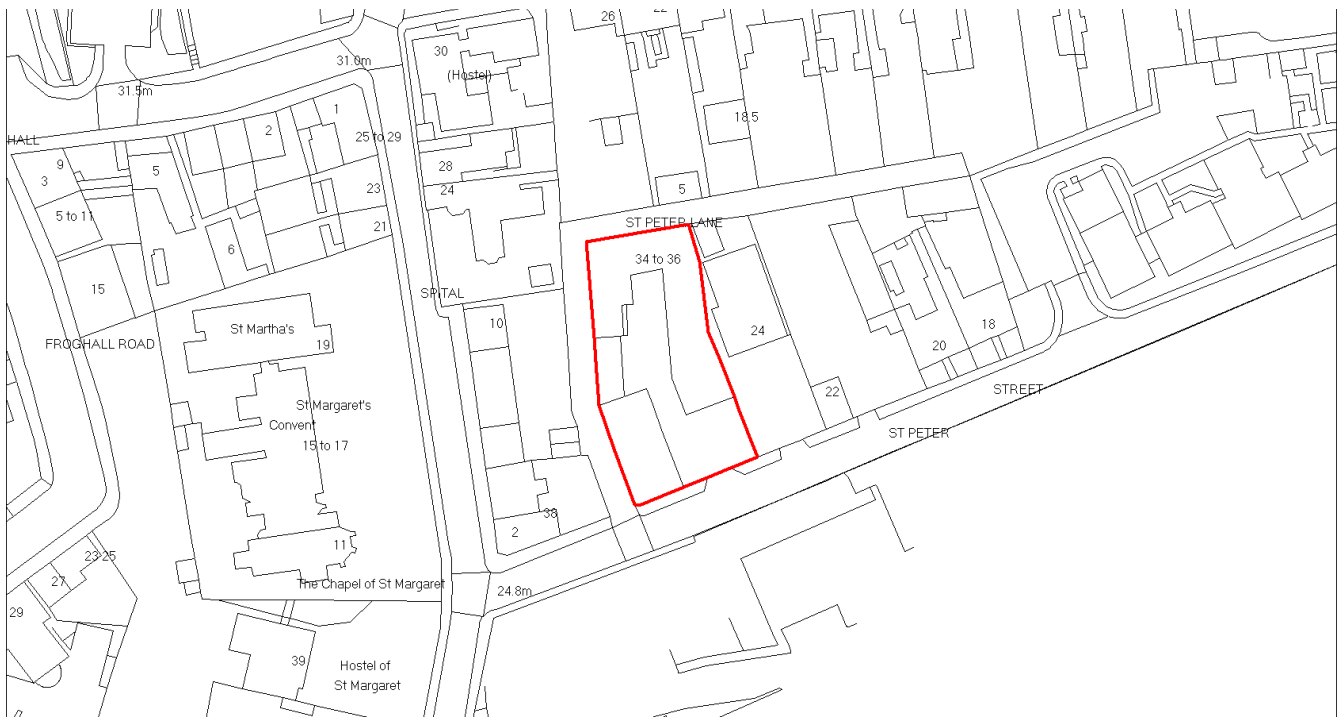 26
22
30
(Hostel)
31.0m
31.5m
HALL
1
2
25 to 29
18,5
9
3
5
28
24
23
5
5 to 11
21
ST PETER LANE
6
34 to 36
15
SPITAL
10
St Martha's
19
24
18
20
FROGHALL ROAD
St Margaret's
Convent
15 to 17
22
STREET
ST PETER
38
2
11
23-25
27
The Chapel of St Margaret
24.8m
29
39
Hostel of
St Margaret